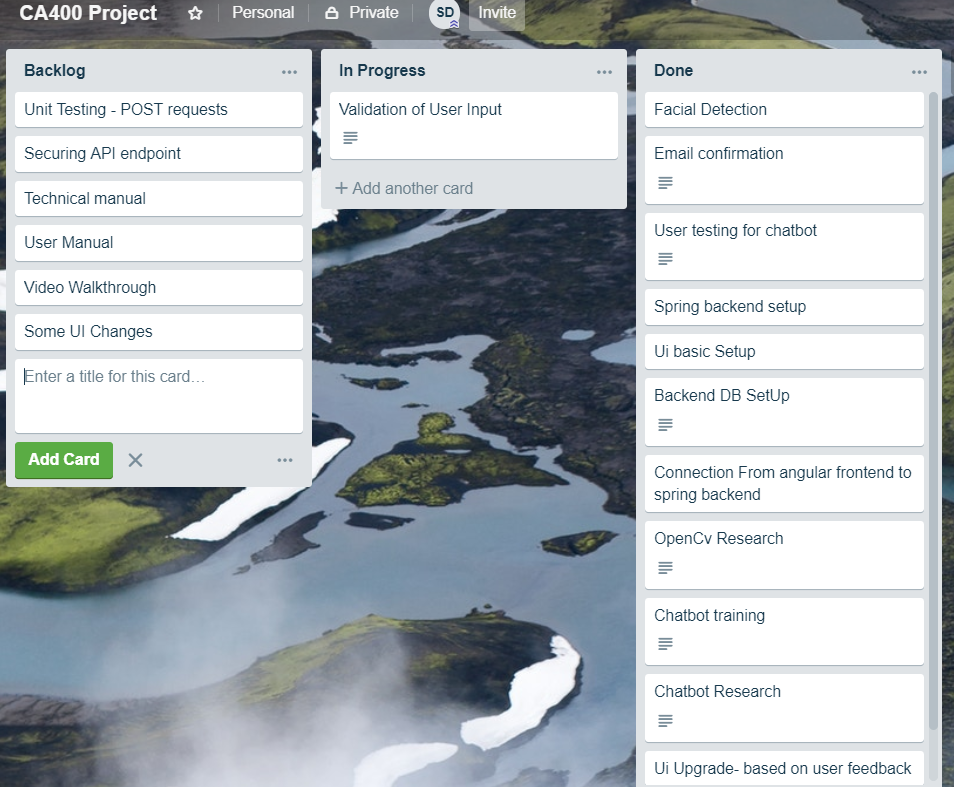 CA400 Project
Personal
Private
SD
Invite
Backlog
Unit Testing - POST requests
Securing API endpoint
Technical manual
User Manual
Video Walkthrough
Some UI Changes
Enter a title for this card…
Add Card
In Progress
Validation of User Input
+ Add another card
Done
Facial Detection
Email confirmation
User testing for chatbot
Spring backend setup
Ui basic Setup
Backend DB SetUp
Connection From angular frontend to
spring backend
OpenCv Research
Chatbot training
Chatbot Research
Ui Upgrade- based on user feedback